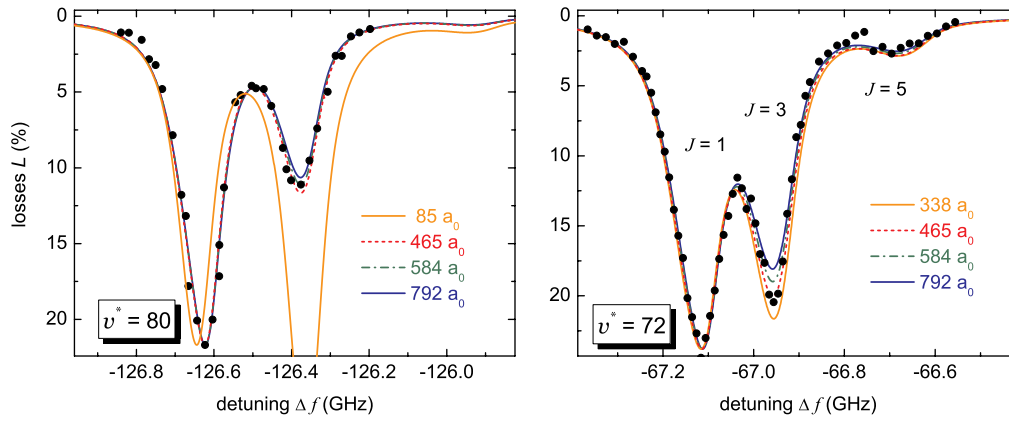 0
5
10
15
20
losses L (%)
85 a₀
465 a₀
584 a₀
792 a₀
v* = 80
-126.8
-126.6
-126.4
-126.2
-126.0
detuning Δf (GHz)
0
5
10
15
20
J = 1
J = 3
J = 5
338 a₀
465 a₀
584 a₀
792 a₀
v* = 72
-67.2
-67.0
-66.8
-66.6
detuning Δf (GHz)